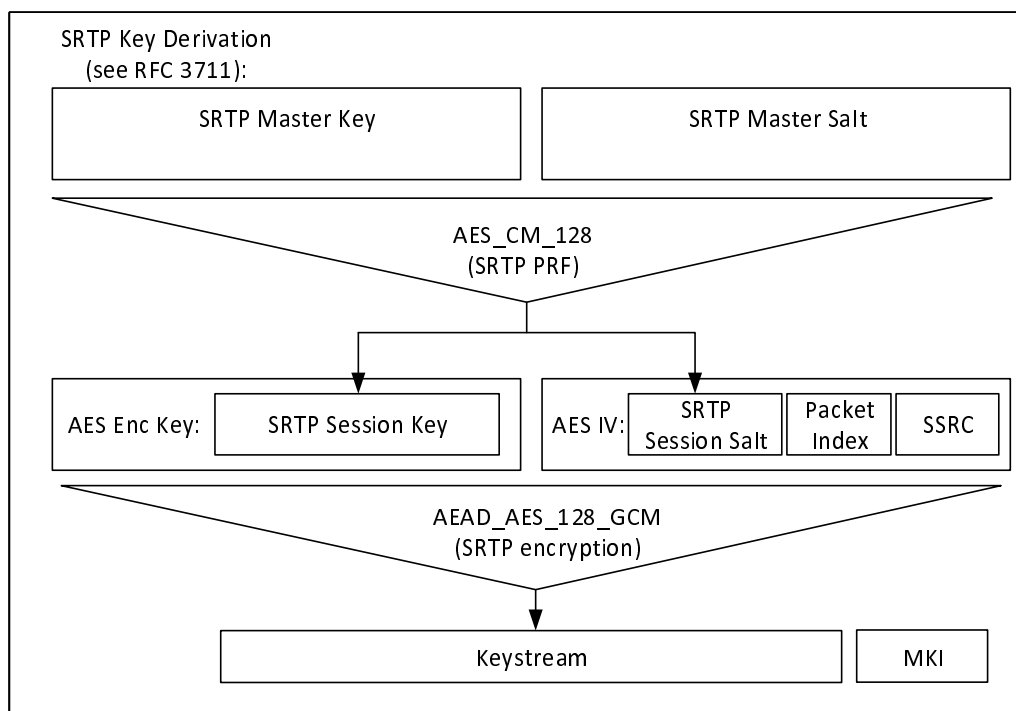 SRTP Key Derivation
(see RFC 3711):
SRTP Master Key
SRTP Master Salt
AES_CM_128
(SRTP PRF)
AES Enc Key:
SRTP Session Key
AES IV:
SRTP
Session Salt
Packet
Index
SSRC
AEAD_AES_128_GCM
(SRTP encryption)
Keystream
MKI